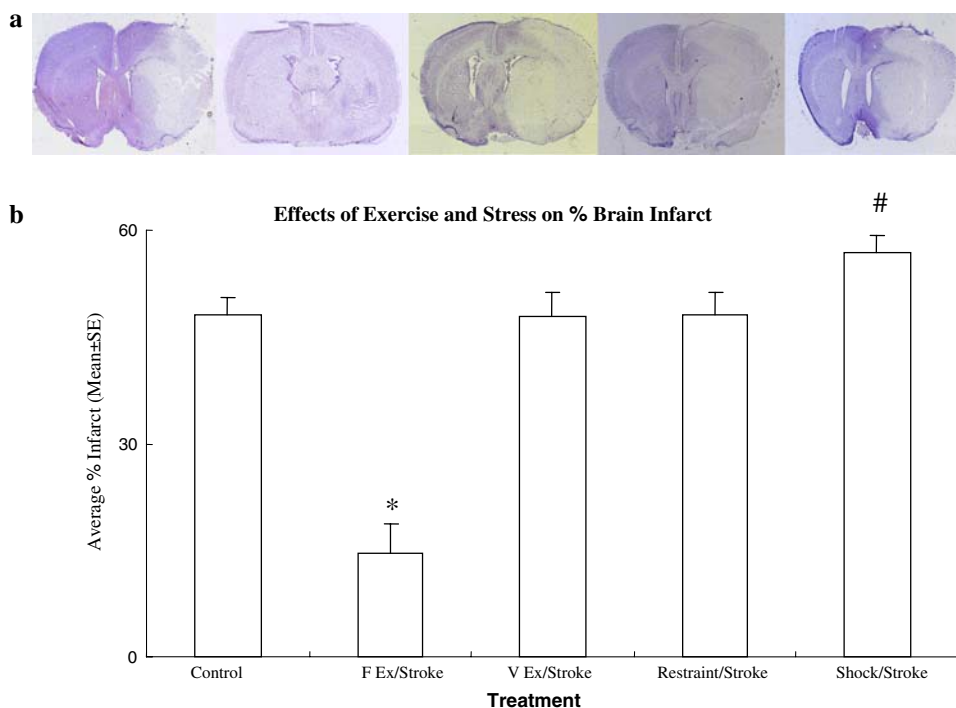 a
b
Effects of Exercise and Stress on % Brain Infarct
#
60
30
0
Average % Infarct (Mean±SE)
*
Control
F Ex/Stroke
V Ex/Stroke
Restraint/Stroke
Shock/Stroke
Treatment